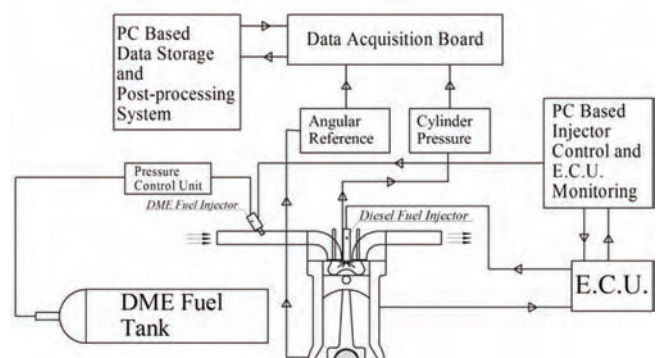 PC Based
Data Storage
and
Post-processing
System
Data Acquisition Board
Angular
Reference
Cylinder
Pressure
PC Based
Injector
Control and
E.C.U.
Monitoring
Pressure
Control Unit
DME Fuel Injector
Diesel Fuel Injector
E.C.U.
DME Fuel
Tank